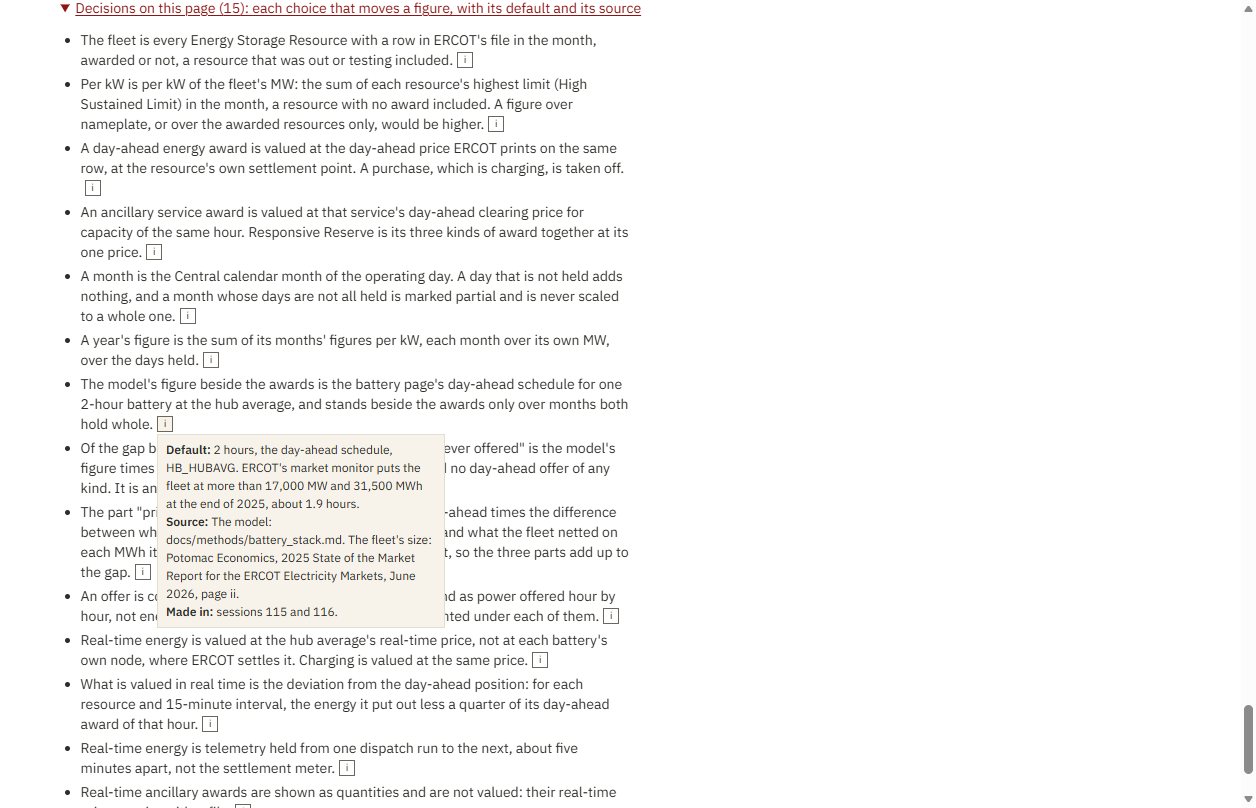 ▼ Decisions on this page (15): each choice that moves a figure, with its default and its source
• The fleet is every Energy Storage Resource with a row in ERCOT's file in the month,
awarded or not, a resource that was out or testing included. i
• Per kW is per kW of the fleet's MW: the sum of each resource's highest limit (High
Sustained Limit) in the month, a resource with no award included. A figure over
nameplate, or over the awarded resources only, would be higher. i
• A day-ahead energy award is valued at the day-ahead price ERCOT prints on the same
row, at the resource's own settlement point. A purchase, which is charging, is taken off.
i
• An ancillary service award is valued at that service's day-ahead clearing price for
capacity of the same hour. Responsive Reserve is its three kinds of award together at its
one price. i
• A month is the Central calendar month of the operating day. A day that is not held adds
nothing, and a month whose days are not all held is marked partial and is never scaled
to a whole one. i
• A year's figure is the sum of its months' figures per kW, each month over its own MW,
over the days held. i
• The model's figure beside the awards is the battery page's day-ahead schedule for one
2-hour battery at the hub average, and stands beside the awards only over months both
hold whole. i
Default: 2 hours, the day-ahead schedule,
HB_HUBAVG. ERCOT's market monitor puts the
fleet at more than 17,000 MW and 31,500 MWh
at the end of 2025, about 1.9 hours.
Source: The model:
docs/methods/battery_stack.md. The fleet's size:
Potomac Economics, 2025 State of the Market
Report for the ERCOT Electricity Markets, June
2026, page ii.
Made in: sessions 115 and 116.
• Of the gap ever offered" is the model's
figure times no day-ahead offer of any
kind. It is an
• The part -ahead times the difference
between and what the fleet netted on
each MWh so the three parts add up to
the gap. i
• An offer is as power offered hour by
hour, not under each of them. i
• Real-time energy is valued at the hub average's real-time price, not at each battery's
own node, where ERCOT settles it. Charging is valued at the same price. i
• What is valued in real time is the deviation from the day-ahead position: for each
resource and 15-minute interval, the energy it put out less a quarter of its day-ahead
award of that hour. i
• Real-time energy is telemetry held from one dispatch run to the next, about five
minutes apart, not the settlement meter. i
• Real-time ancillary awards are shown as quantities and are not valued: their real-time